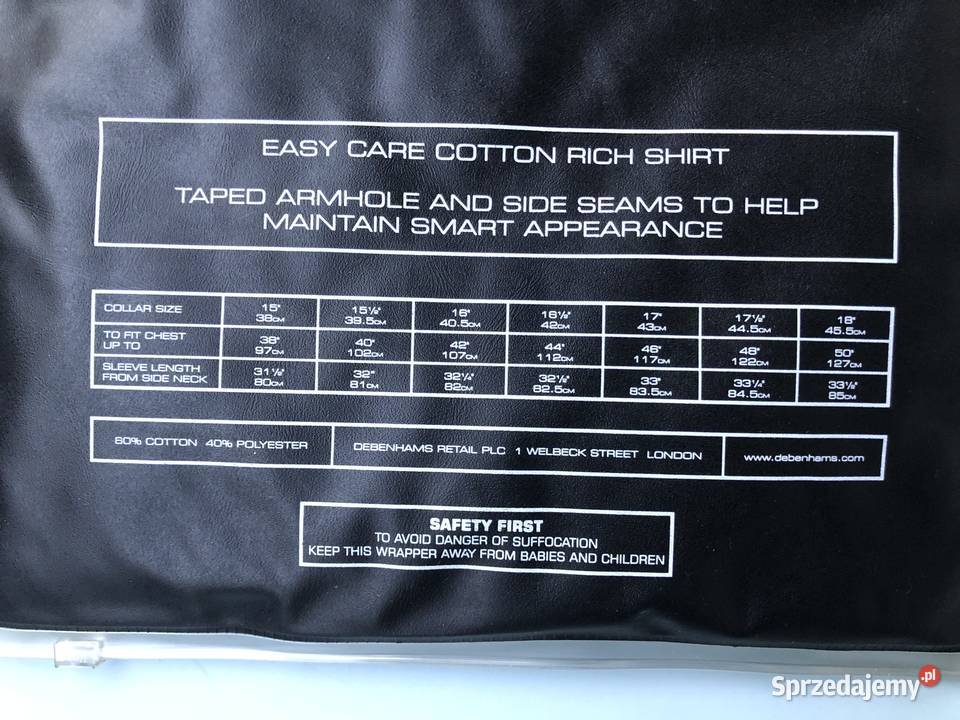 EASY CARE COTTON RICH SHIRT
TAPED ARMHOLE AND SIDE SEAMS TO HELP
MAINTAIN SMART APPEARANCE
COLLAR SIZE 15" 15½" 16" 16½" 17" 17½" 18"
38CM 39.5CM 40.5CM 42CM 43CM 44.5CM 45.5CM
TO FIT CHEST 38" 40" 42" 44" 46" 48" 50"
UP TO 97CM 102CM 107CM 112CM 117CM 122CM 127CM
SLEEVE LENGTH 31½" 32" 32¼" 32½" 33" 33¼" 33½"
FROM SIDE NECK 80CM 81CM 82CM 82.5CM 83.5CM 84.5CM 85CM
60% COTTON 40% POLYESTER DEBENHAMS RETAIL PLC 1 WELBECK STREET LONDON www.debenhams.com
SAFETY FIRST
TO AVOID DANGER OF SUFFOCATION
KEEP THIS WRAPPER AWAY FROM BABIES AND CHILDREN
Sprzedajemy.pl